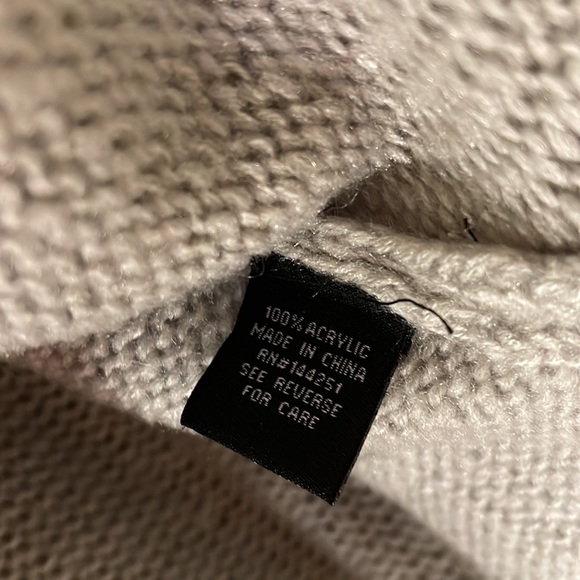 100% ACRYLIC
MADE IN CHINA
RN#144251
SEE REVERSE
FOR CARE